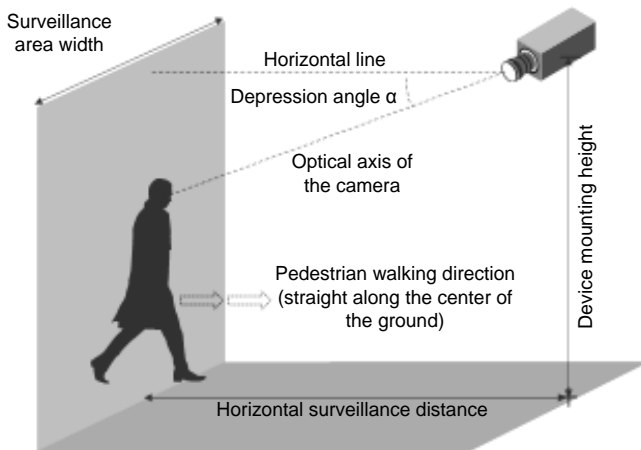 Surveillance
area width
Horizontal line
Depression angle α
Optical axis of
the camera
Pedestrian walking direction
(straight along the center of
the ground)
Device mounting height
Horizontal surveillance distance